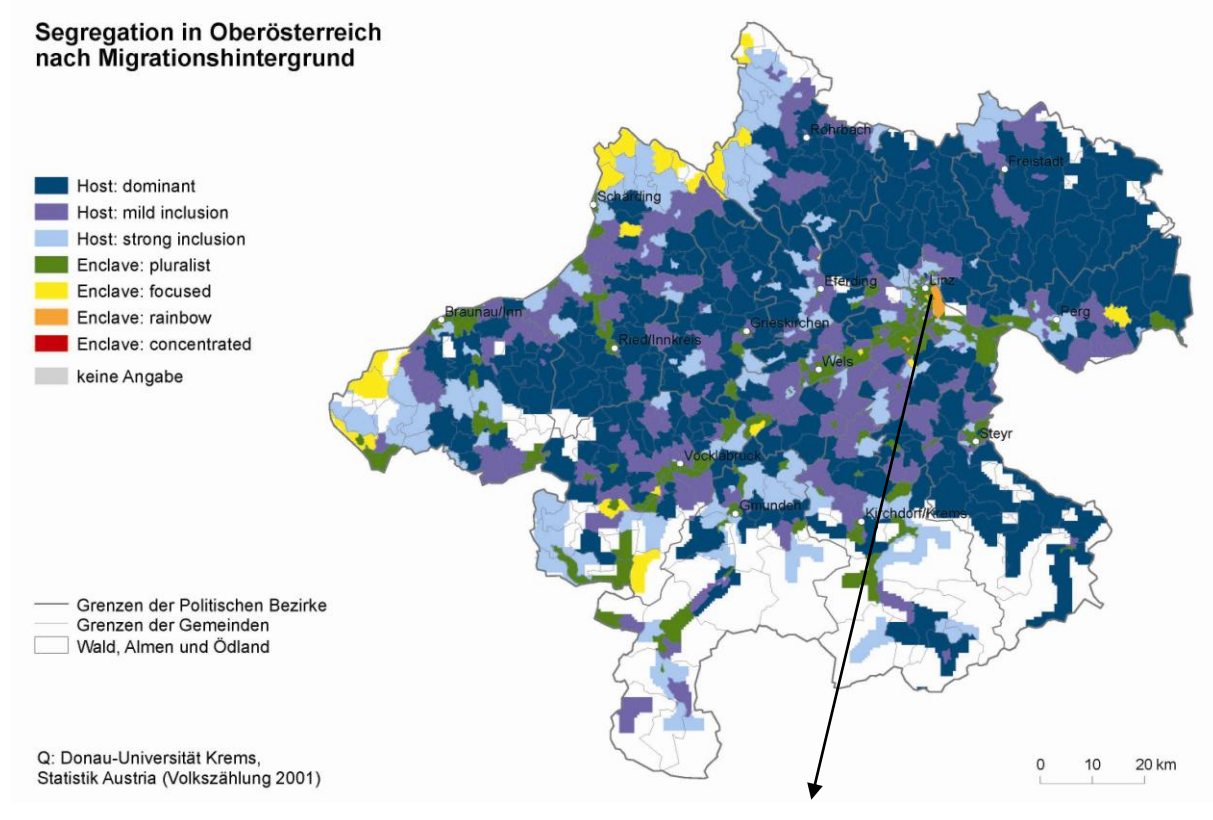 Segregation in Oberösterreich
nach Migrationshintergrund
Host: dominant
Host: mild inclusion
Host: strong inclusion
Enclave: pluralist
Enclave: focused
Enclave: rainbow
Enclave: concentrated
keine Angabe
Rohrbach
Freistadt
Schärding
Eferding
Linz
Braunau/Inn
Perg
Grieskirchen
Ried/Innkreis
Wels
Steyr
Vöcklabruck
Gmunden
Kirchdorf/Krems
Grenzen der Politischen Bezirke
Grenzen der Gemeinden
Wald, Almen und Ödland
Q: Donau-Universität Krems,
Statistik Austria (Volkszählung 2001)
0 10 20 km